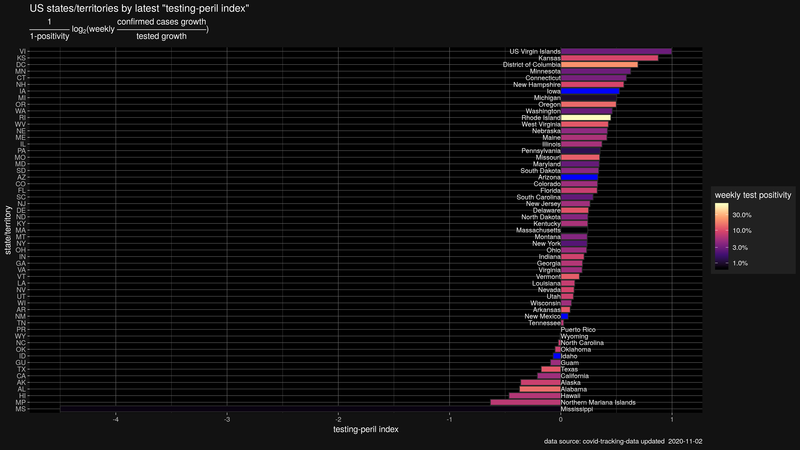 US states/territories by latest "testing-peril index"
1
1-positivity
log2(weekly
confirmed cases growth
tested growth
)
state/territory
VI US Virgin Islands
KS Kansas
DC District of Columbia
MN Minnesota
CT Connecticut
NH New Hampshire
IA Iowa
MI Michigan
OR Oregon
WA Washington
RI Rhode Island
WV West Virginia
NE Nebraska
ME Maine
IL Illinois
PA Pennsylvania
MO Missouri
MD Maryland
SD South Dakota
AZ Arizona
CO Colorado
FL Florida
SC South Carolina
NJ New Jersey
DE Delaware
ND North Dakota
KY Kentucky
MA Massachusetts
MT Montana
NY New York
OH Ohio
IN Indiana
GA Georgia
VA Virginia
VT Vermont
LA Louisiana
NV Nevada
UT Utah
WI Wisconsin
AR Arkansas
NM New Mexico
TN Tennessee
PR Puerto Rico
WY Wyoming
NC North Carolina
OK Oklahoma
ID Idaho
GU Guam
TX Texas
CA California
AK Alaska
AL Alabama
HI Hawaii
MP Northern Mariana Islands
MS Mississippi
-4 -3 -2 -1 0 1
testing-peril index
weekly test positivity
30.0%
10.0%
3.0%
1.0%
data source: covid-tracking-data updated 2020-11-02